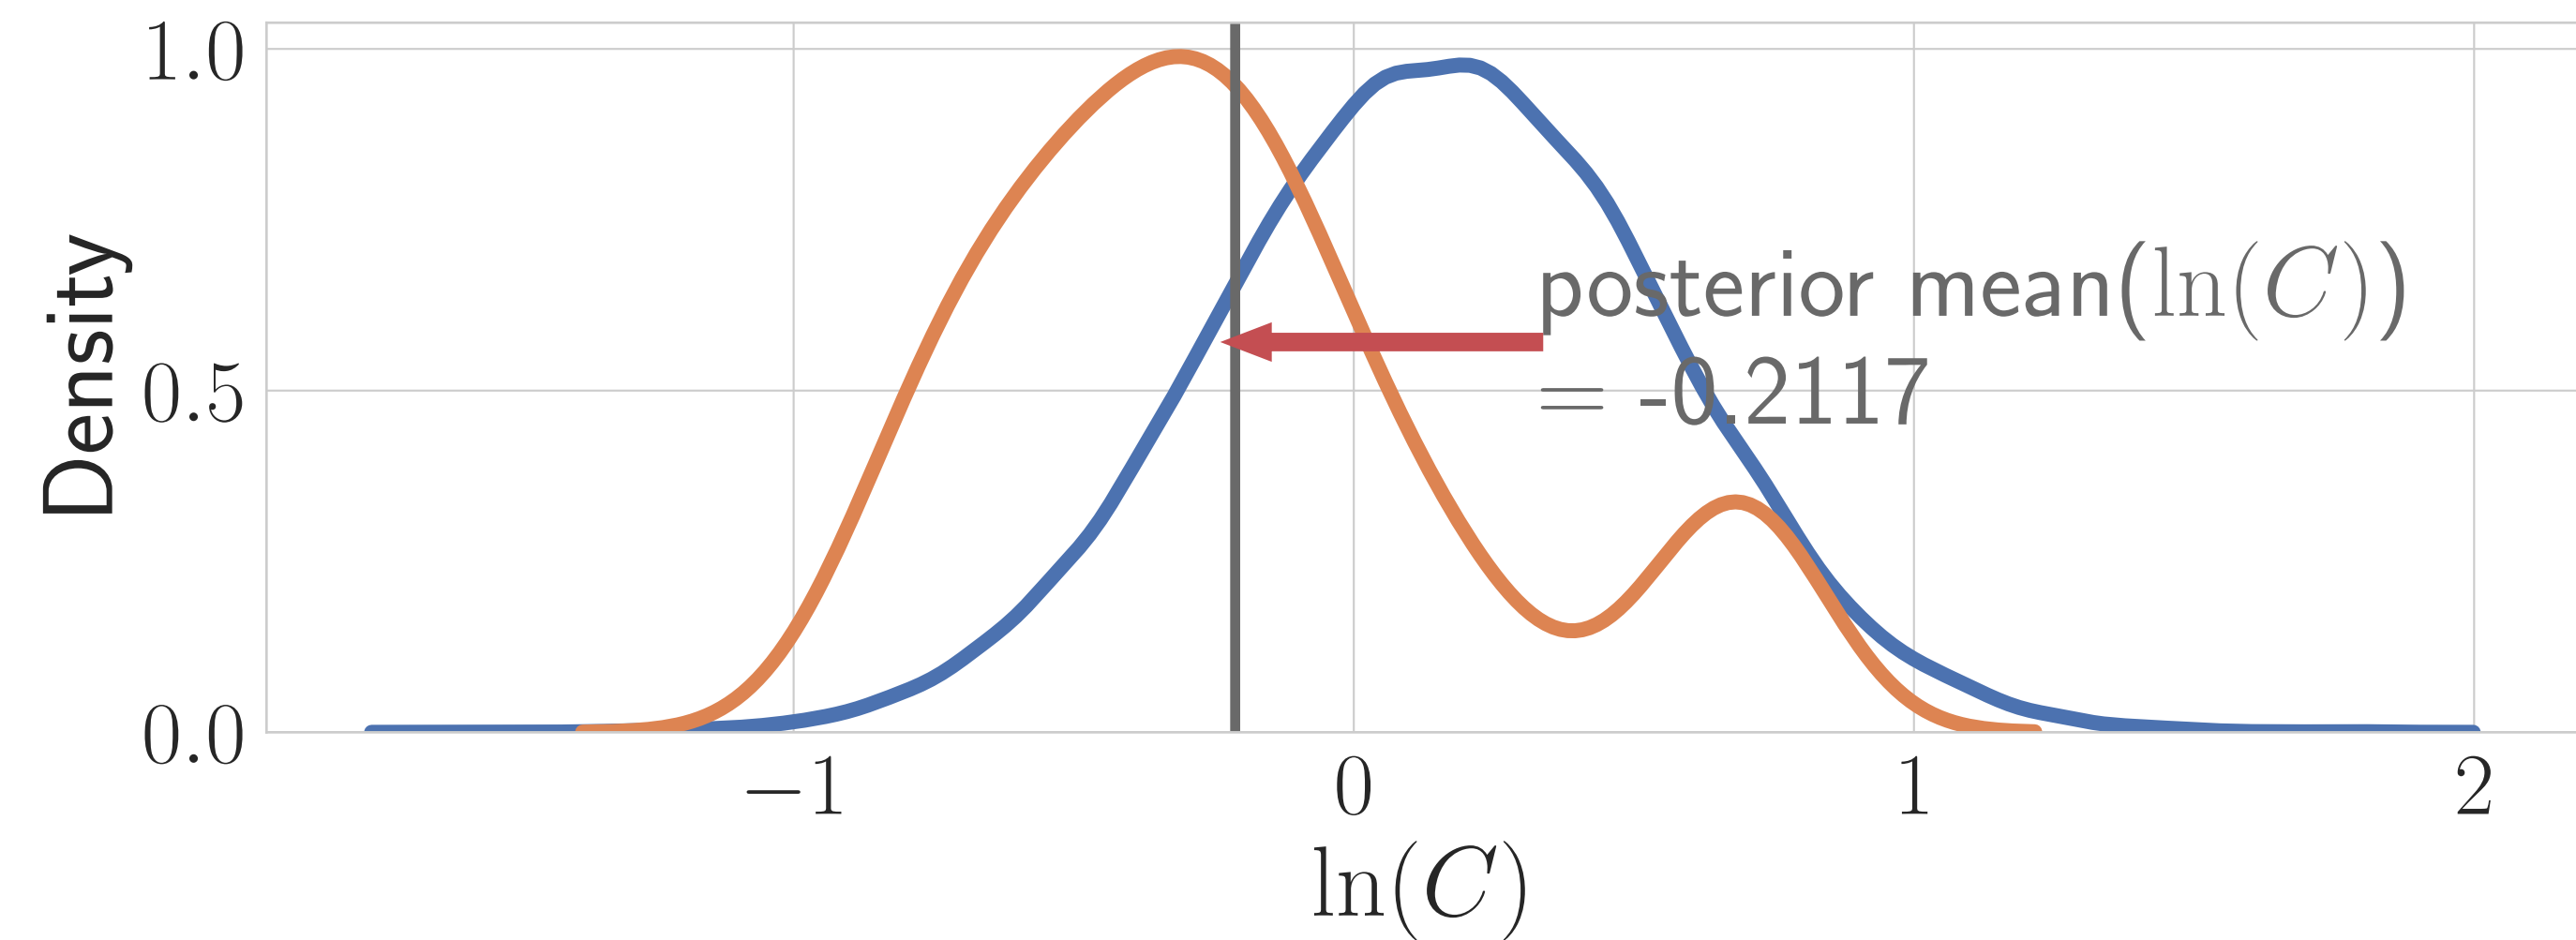 1.0
0.5
0.0
Density
posterior mean(ln(C))
= -0.2117
−1 0 1 2
ln(C)